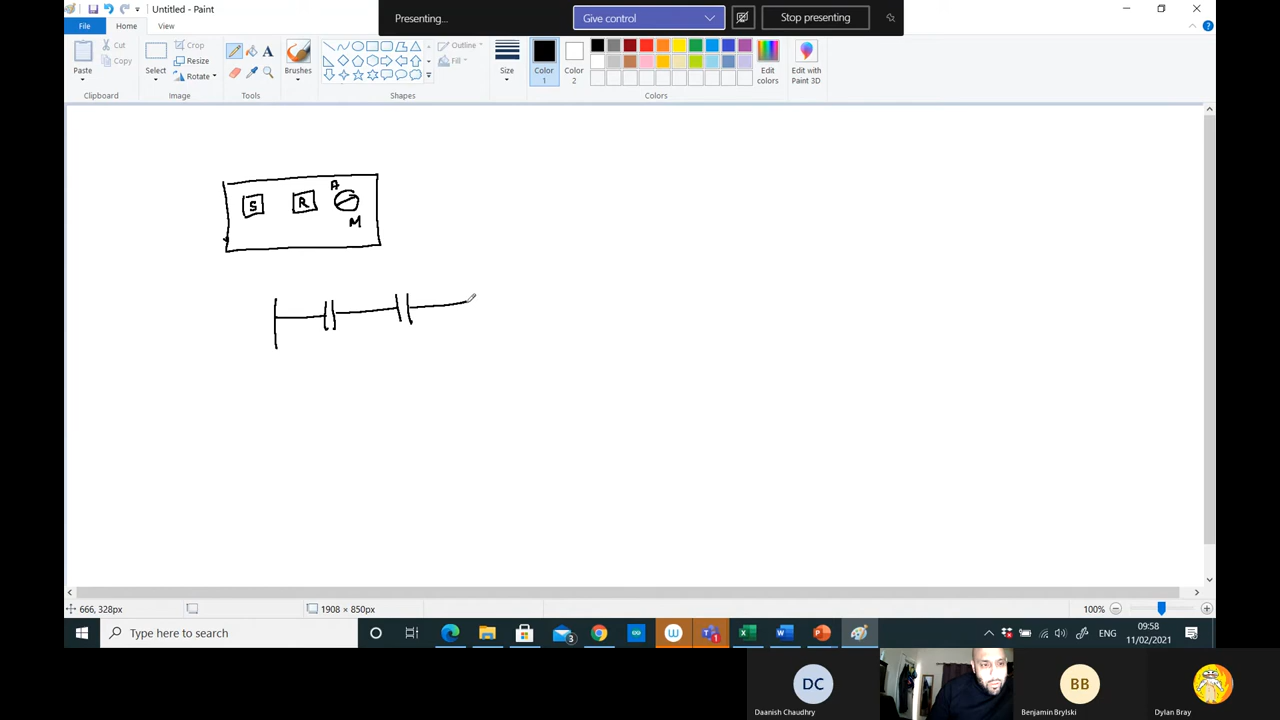 Untitled - Paint
Presenting...
Give control
Stop presenting
File
Home
View
Paste
Cut
Copy
Clipboard
Select
Crop
Resize
Rotate
Image
Tools
Brushes
Shapes
Outline
Fill
Size
Color 1
Color 2
Colors
Edit colors
Edit with Paint 3D
A
S
R
M
666, 328px
1908 × 850px
100%
Type here to search
3
1
ENG
09:58
11/02/2021
DC
BB
Daanish Chaudhry
Benjamin Brylski
Dylan Bray